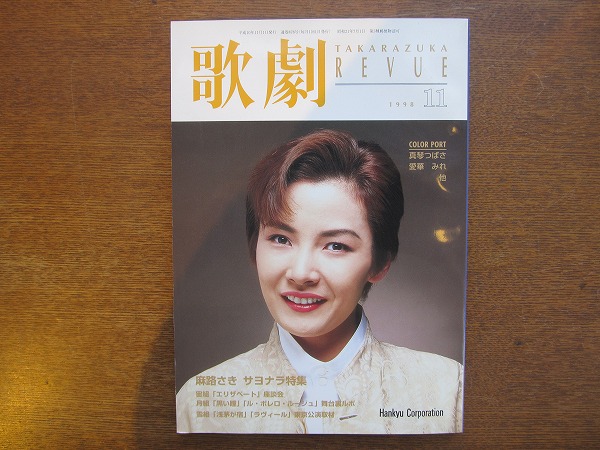 歌劇
TAKARAZUKA
REVUE
1998 11
COLOR PORT
真琴つばさ
愛華 みれ
他
麻路さき サヨナラ特集
宙組「エリザベート」座談会
月組「黒い瞳」「ル・ボレロ・ルージュ」舞台裏ルポ
雪組「浅茅が宿」「ラヴィール」東京公演取材
Hankyu Corporation